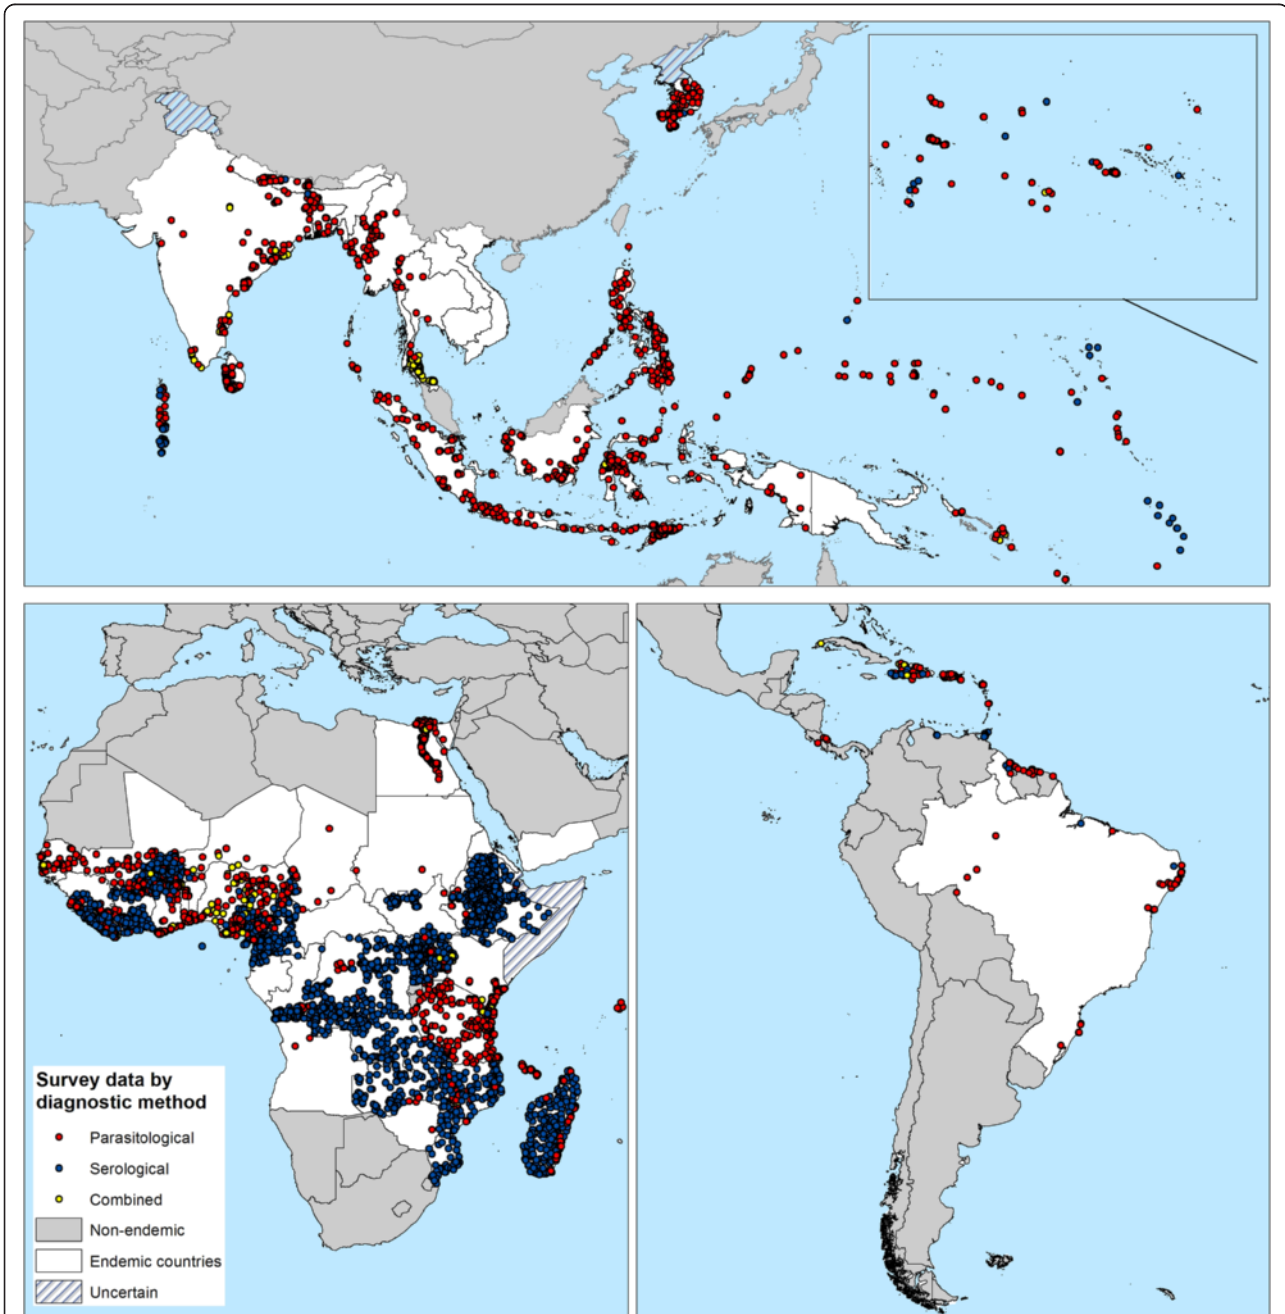 Survey data by
diagnostic method
Parasitological
Serological
Combined
Non-endemic
Endemic countries
Uncertain